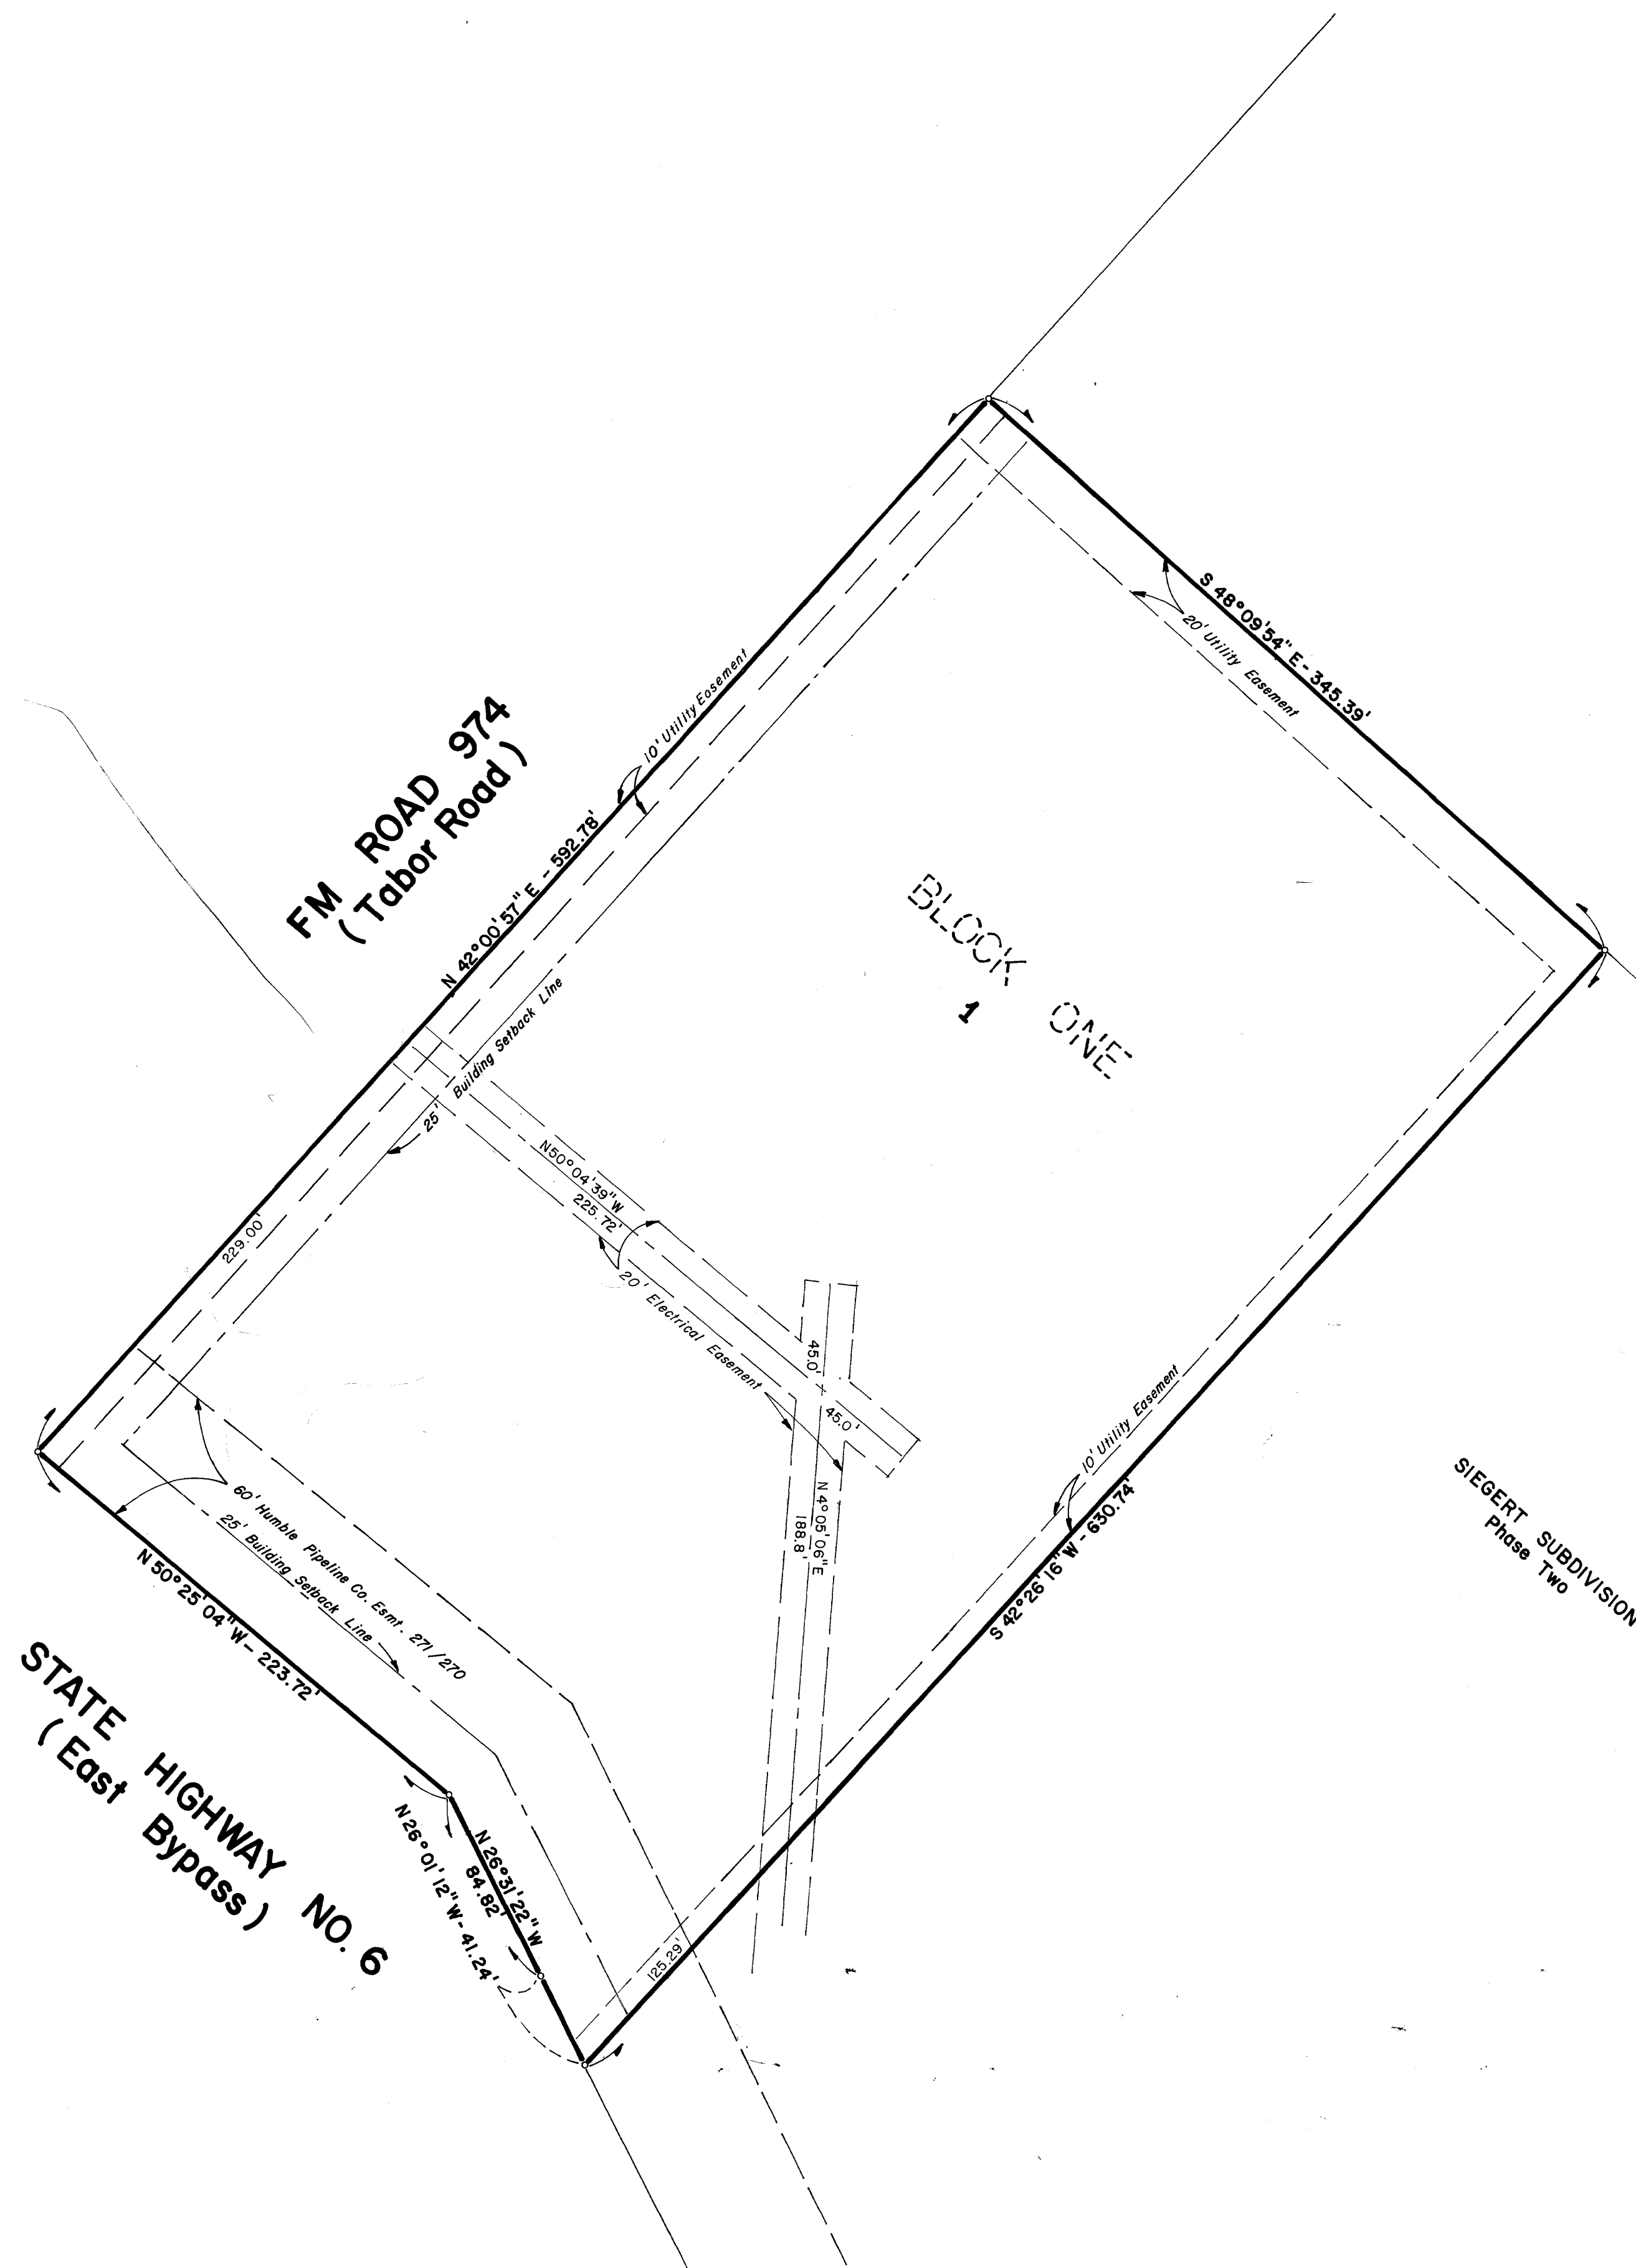 S 48°09'54" E - 345.39'
20' Utility Easement
10' Utility Easement
FM ROAD 974
(Tabor Road)
N 42°00'57" E - 592.78'
BLOCK ONE
1
25' Building Setback Line
N50°04'39"W
225.72'
229.00'
20' Electrical Easement
45.0'
45.0'
10' Utility Easement
S 42°26'16" W - 630.74'
SIEGERT SUBDIVISION
Phase Two
N 4°05'06"E
188.8'
60' Humble Pipeline Co. Esmt. 271/270
25' Building Setback Line
N 50°25'04" W - 223.72'
STATE HIGHWAY NO. 6
(East Bypass)
N 26°31'22" W
84.82'
N 26°01'12" W - 41.24'
125.29'